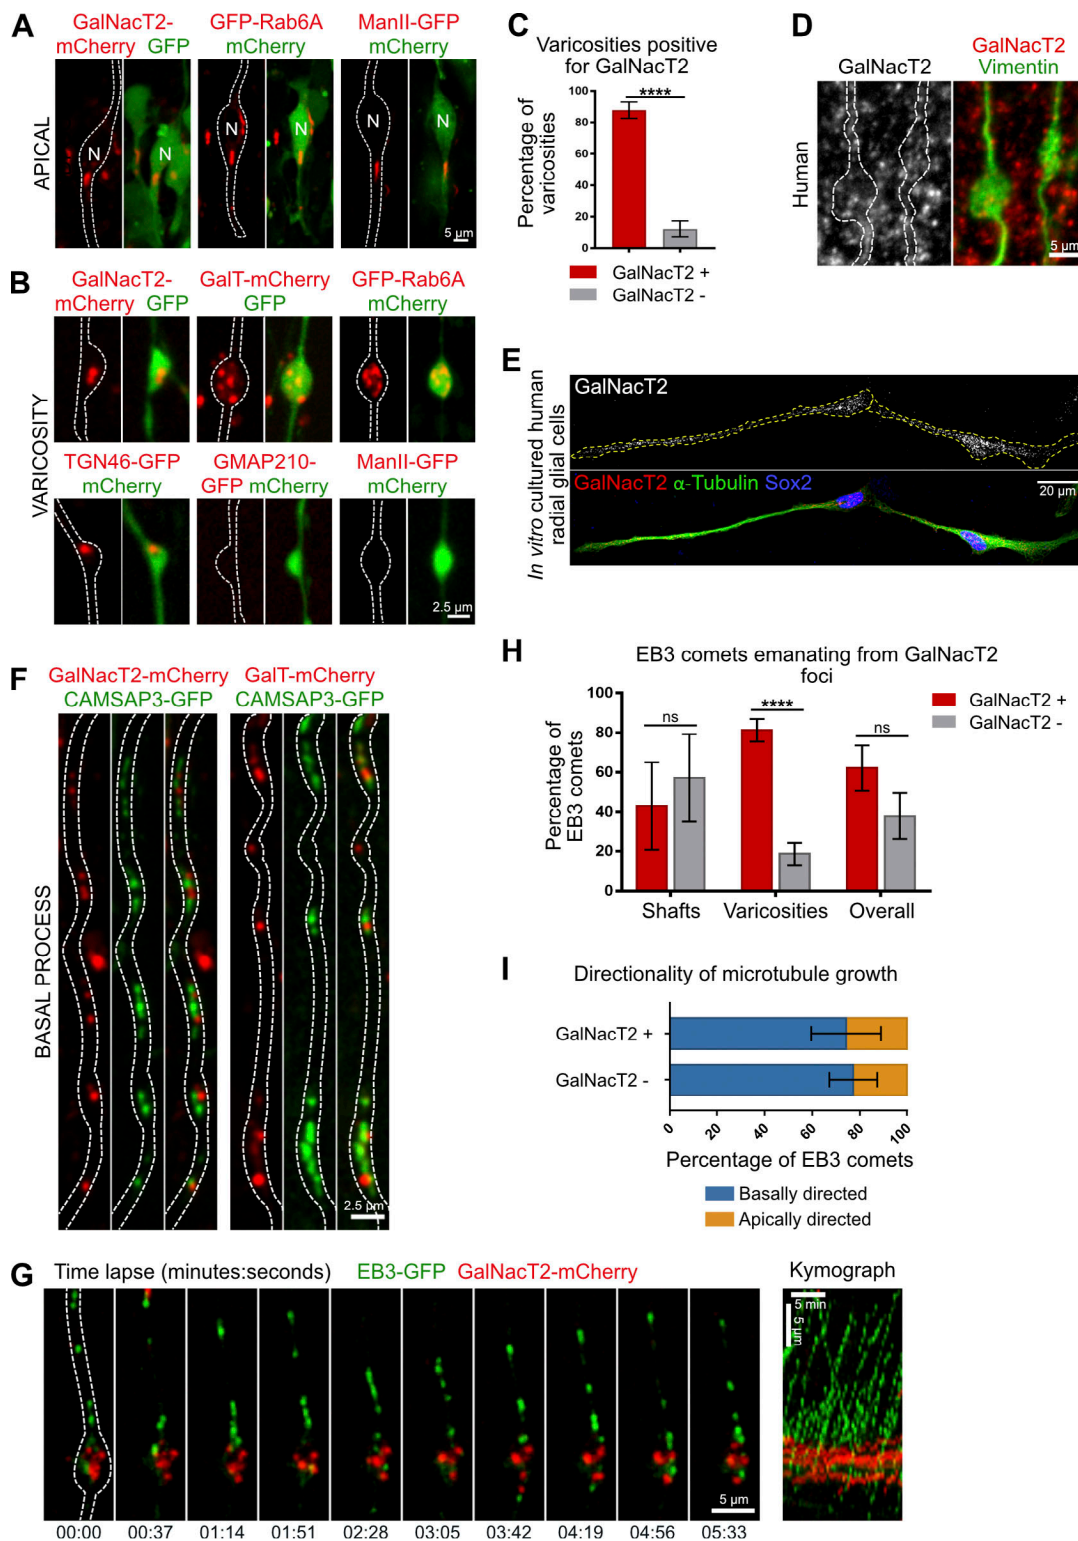 A
GalNacT2-
mCherry GFP
GFP-Rab6A
mCherry
ManII-GFP
mCherry
APICAL
N
N
N
N
N
N
5 µm
B
GalNacT2-
mCherry GFP
GalT-mCherry
GFP
GFP-Rab6A
mCherry
VARICOSITY
TGN46-GFP
mCherry
GMAP210-
GFP mCherry
ManII-GFP
mCherry
2.5 µm
C
Varicosities positive
for GalNacT2
****
Percentage of
varicosities
100
80
60
40
20
0
GalNacT2 +
GalNacT2 -
D
GalNacT2
GalNacT2
Vimentin
Human
5 µm
E
GalNacT2
GalNacT2 α-Tubulin Sox2
20 µm
In vitro cultured human
radial glial cells
F
GalNacT2-mCherry
CAMSAP3-GFP
GalT-mCherry
CAMSAP3-GFP
BASAL PROCESS
2.5 µm
H
EB3 comets emanating from GalNacT2
foci
GalNacT2 +
GalNacT2 -
Percentage of
EB3 comets
100
80
60
40
20
0
ns
****
ns
Shafts
Varicosities
Overall
I
Directionality of microtubule growth
GalNacT2 +
GalNacT2 -
0
20
40
60
80
100
Percentage of EB3 comets
Basally directed
Apically directed
G
Time lapse (minutes:seconds) EB3-GFP GalNacT2-mCherry
Kymograph
5 min
5 µm
5 µm
00:00
00:37
01:14
01:51
02:28
03:05
03:42
04:19
04:56
05:33